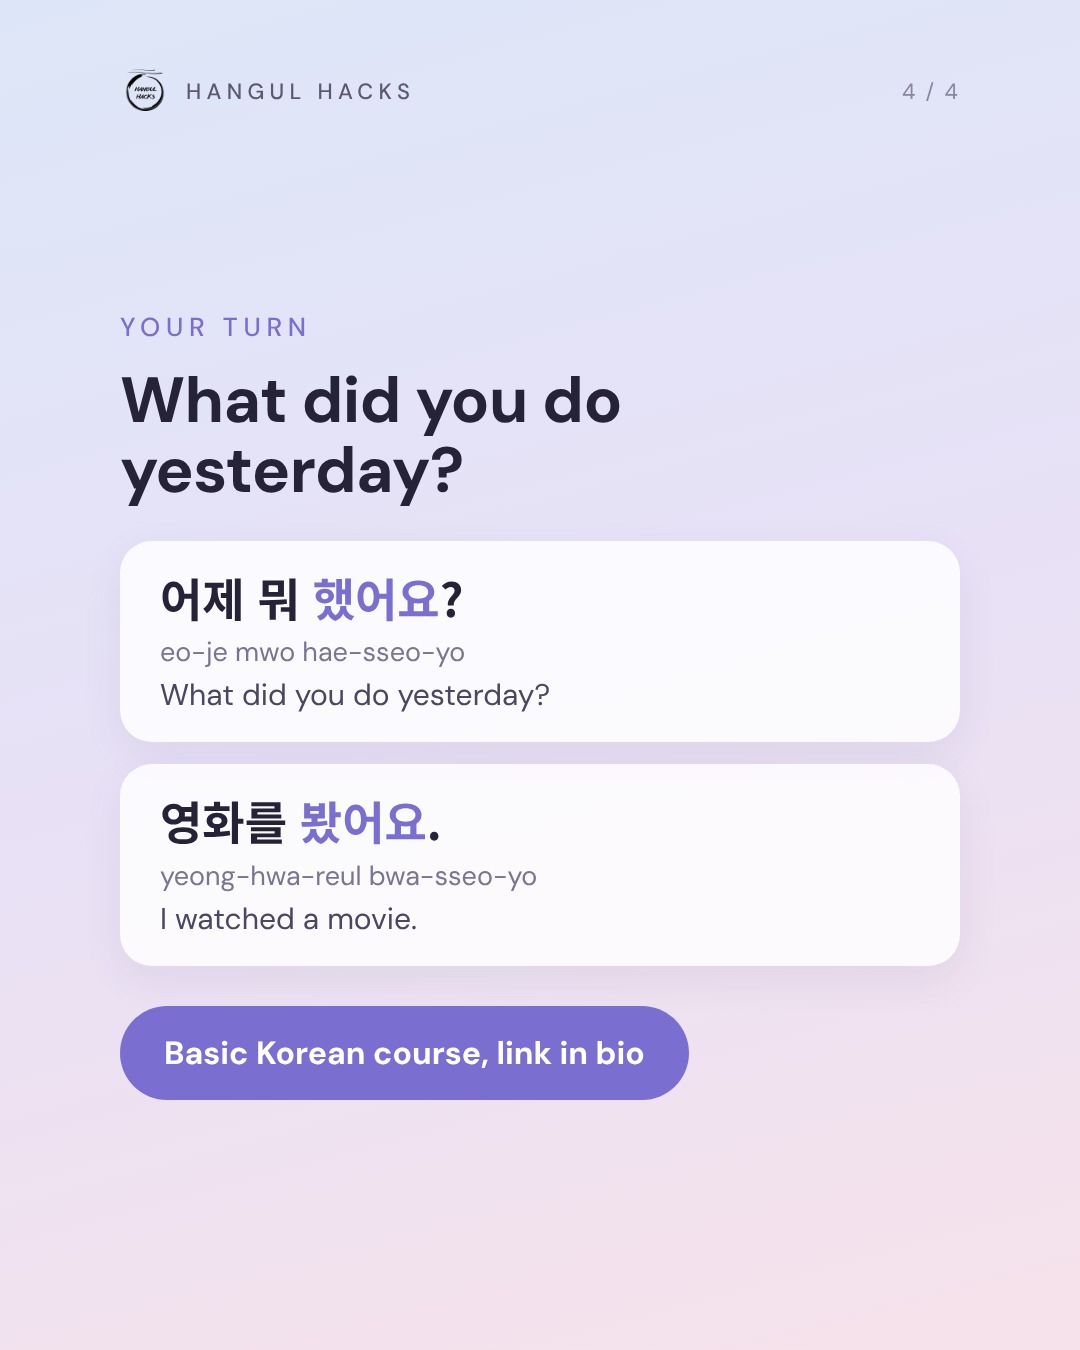 HANGUL HACKS
HANGUL HACKS
4 / 4
YOUR TURN
What did you do
yesterday?
어제 뭐 했어요?
eo-je mwo hae-sseo-yo
What did you do yesterday?
영화를 봤어요.
yeong-hwa-reul bwa-sseo-yo
I watched a movie.
Basic Korean course, link in bio